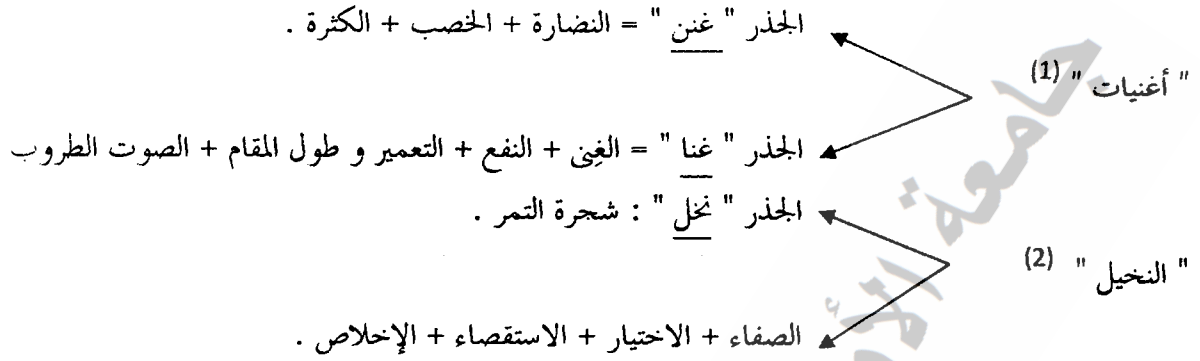 الجذر " غنن " = النضارة + الخصب + الكثرة .
" أغنيات " (1)
الجذر " غنا " = الغِنى + النفع + التعمير و طول المقام + الصوت الطروب
الجذر " نخل " : شجرة التمر .
" النخيل " (2)
الصفاء + الاختيار + الاستقصاء + الإخلاص .
جامعة